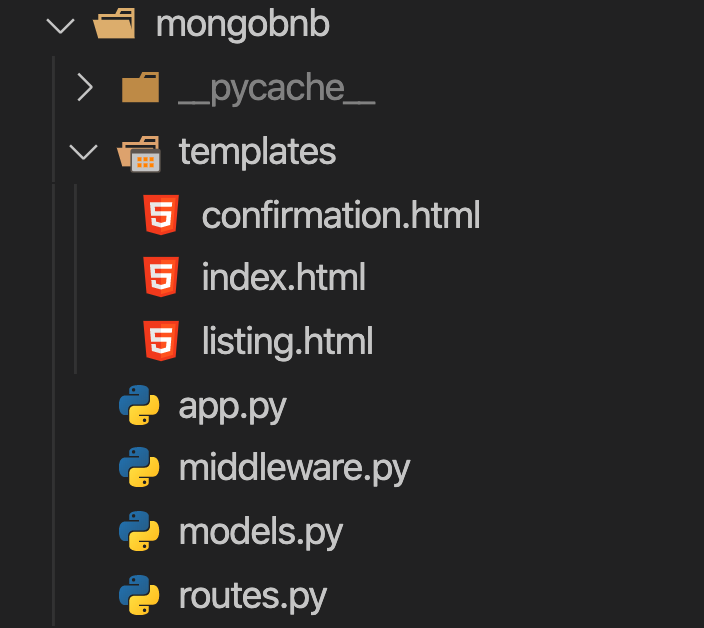 mongobnb
__pycache__
templates
confirmation.html
index.html
listing.html
app.py
middleware.py
models.py
routes.py